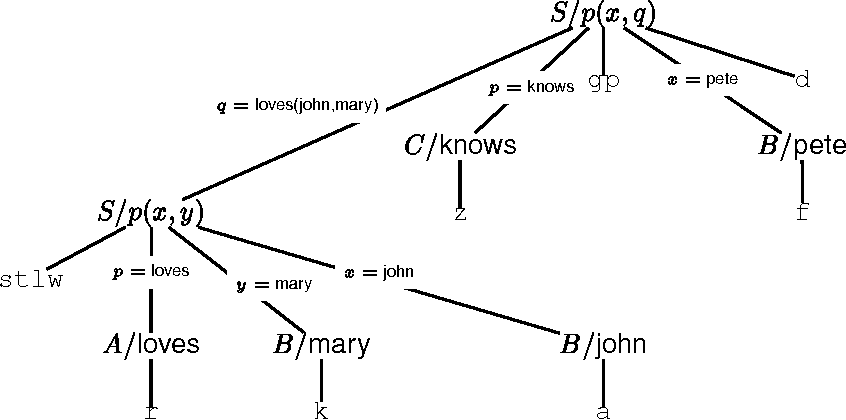 S/p(x, q)
q = loves(john,mary)
p = knows
gp
x = pete
d
C/knows
B/pete
S/p(x, y)
z
f
stlw
p = loves
y = mary
x = john
A/loves
B/mary
B/john
r
k
a